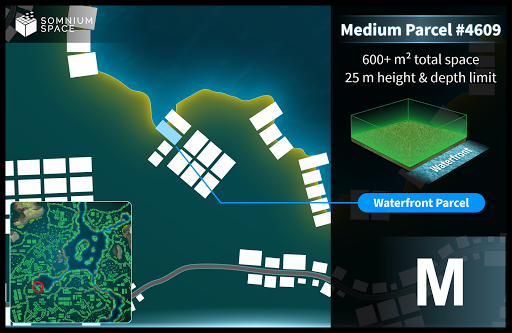 SOMNIUM
SPACE
Medium Parcel #4609
600+ m² total space
25 m height & depth limit
Waterfront
Waterfront Parcel
M